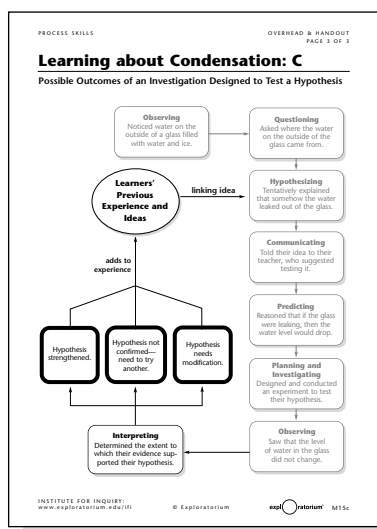 PROCESS SKILLS
OVERHEAD & HANDOUT
PAGE 3 OF 3
Learning about Condensation: C
Possible Outcomes of an Investigation Designed to Test a Hypothesis
Observing
Noticed water on the
outside of a glass filled
with water and ice.
Questioning
Asked where the water
on the outside of the
glass came from.
Learners'
Previous
Experience and
Ideas
linking idea
Hypothesizing
Tentatively explained
that somehow the water
leaked out of the glass.
Communicating
Told their idea to their
teacher, who suggested
testing it.
adds to
experience
Predicting
Reasoned that if the glass
were leaking, then the
water level would drop.
Hypothesis
strengthened.
Hypothesis not
confirmed—
need to try
another.
Hypothesis
needs
modification.
Planning and
Investigating
Designed and conducted
an experiment to test
their hypothesis.
Interpreting
Determined the extent to
which their evidence sup-
ported their hypothesis.
Observing
Saw that the level
of water in the glass
did not change.
INSTITUTE FOR INQUIRY:
www.exploratorium.edu/ifi
© Exploratorium
exploratorium®
M15c